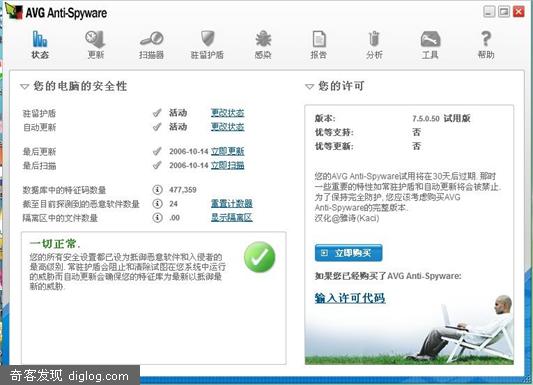 AVG Anti-Spyware
状态 更新 扫描器 驻留护盾 感染 报告 分析 工具 帮助
您的电脑的安全性
驻留护盾 活动 更改状态
自动更新 活动 更改状态
最后更新 2006-10-14 立即更新
最后扫描 2006-10-14 立即扫描
数据库中的特征码数量 477,359
截至目前探测到的恶意软件数量 24 重置计数器
隔离区中的文件数量 .00 显示隔离区
一切正常.
您的所有安全设置都已设为抵御恶意软件和入侵者的
最高级别. 常驻护盾会阻止和清除试图在您系统中运行
的威胁而自动更新会确保您的特征库为最新以抵御最
新的威胁.
您的许可
版本: 7.5.0.50 试用版
优等支持: 否
优等更新: 否
您的AVG Anti-Spyware试用将在30天后过期. 那时
一些重要的特性如常驻护盾和自动更新将会被禁止.
为了保持完全防护, 您应该考虑购买AVG
Anti-Spyware的完整版本.
汉化@雅诗(Kaci)
立即购买
如果您已经购买了AVG Anti-Spyware:
输入许可代码
奇客发现 diglog.com